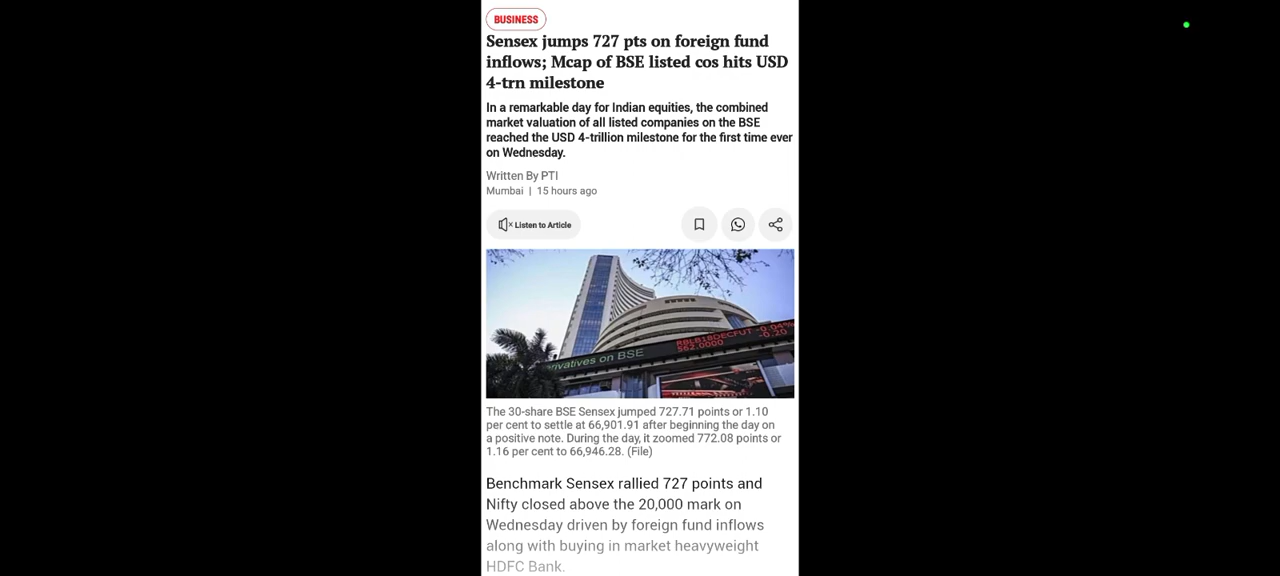 BUSINESS
Sensex jumps 727 pts on foreign fund
inflows; Mcap of BSE listed cos hits USD
4-trn milestone
In a remarkable day for Indian equities, the combined
market valuation of all listed companies on the BSE
reached the USD 4-trillion milestone for the first time ever
on Wednesday.
Written By PTI
Mumbai | 15 hours ago
Listen to Article
RBLB18DECFUT -0.04%
562.0000 -0.20
ivatives on BSE
The 30-share BSE Sensex jumped 727.71 points or 1.10
per cent to settle at 66,901.91 after beginning the day on
a positive note. During the day, it zoomed 772.08 points or
1.16 per cent to 66,946.28. (File)
Benchmark Sensex rallied 727 points and
Nifty closed above the 20,000 mark on
Wednesday driven by foreign fund inflows
along with buying in market heavyweight
HDFC Bank.